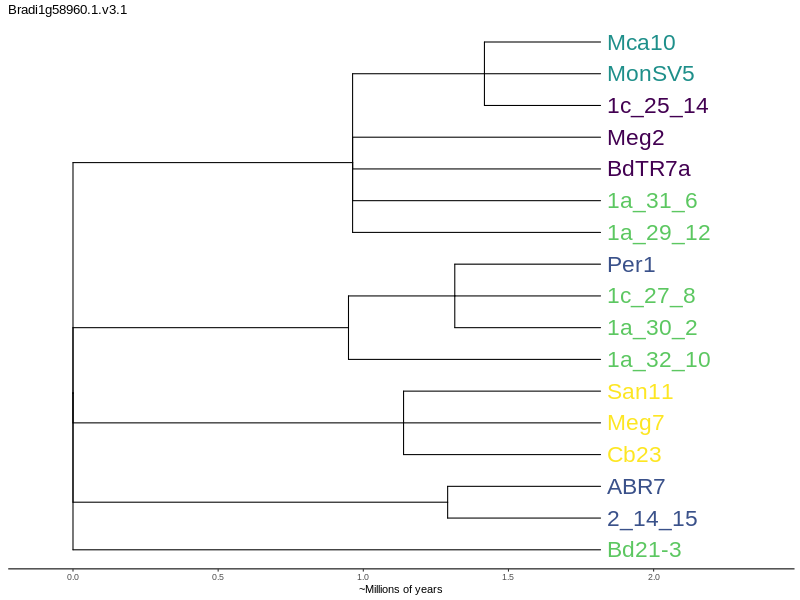 Bradi1g58960.1.v3.1
Mca10
MonSV5
1c_25_14
Meg2
BdTR7a
1a_31_6
1a_29_12
Per1
1c_27_8
1a_30_2
1a_32_10
San11
Meg7
Cb23
ABR7
2_14_15
Bd21-3
0.0 0.5 1.0 1.5 2.0
~Millions of years